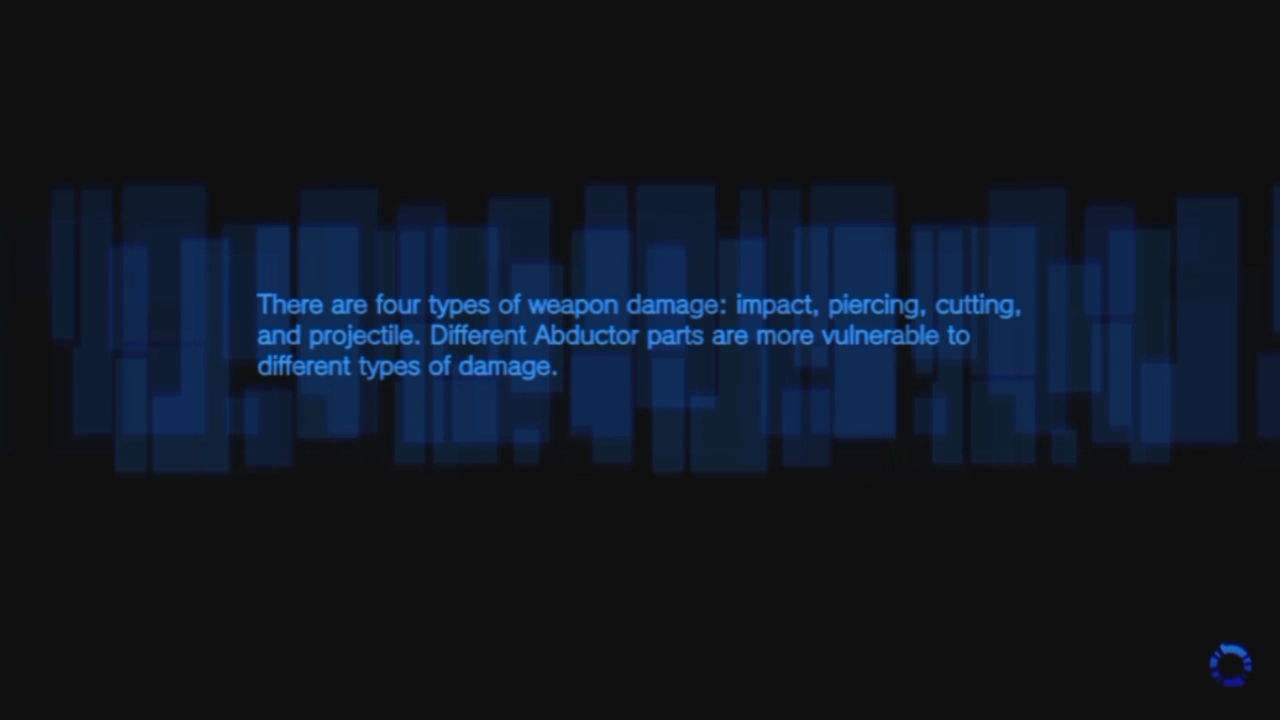 There are four types of weapon damage: impact, piercing, cutting,
and projectile. Different Abductor parts are more vulnerable to
different types of damage.